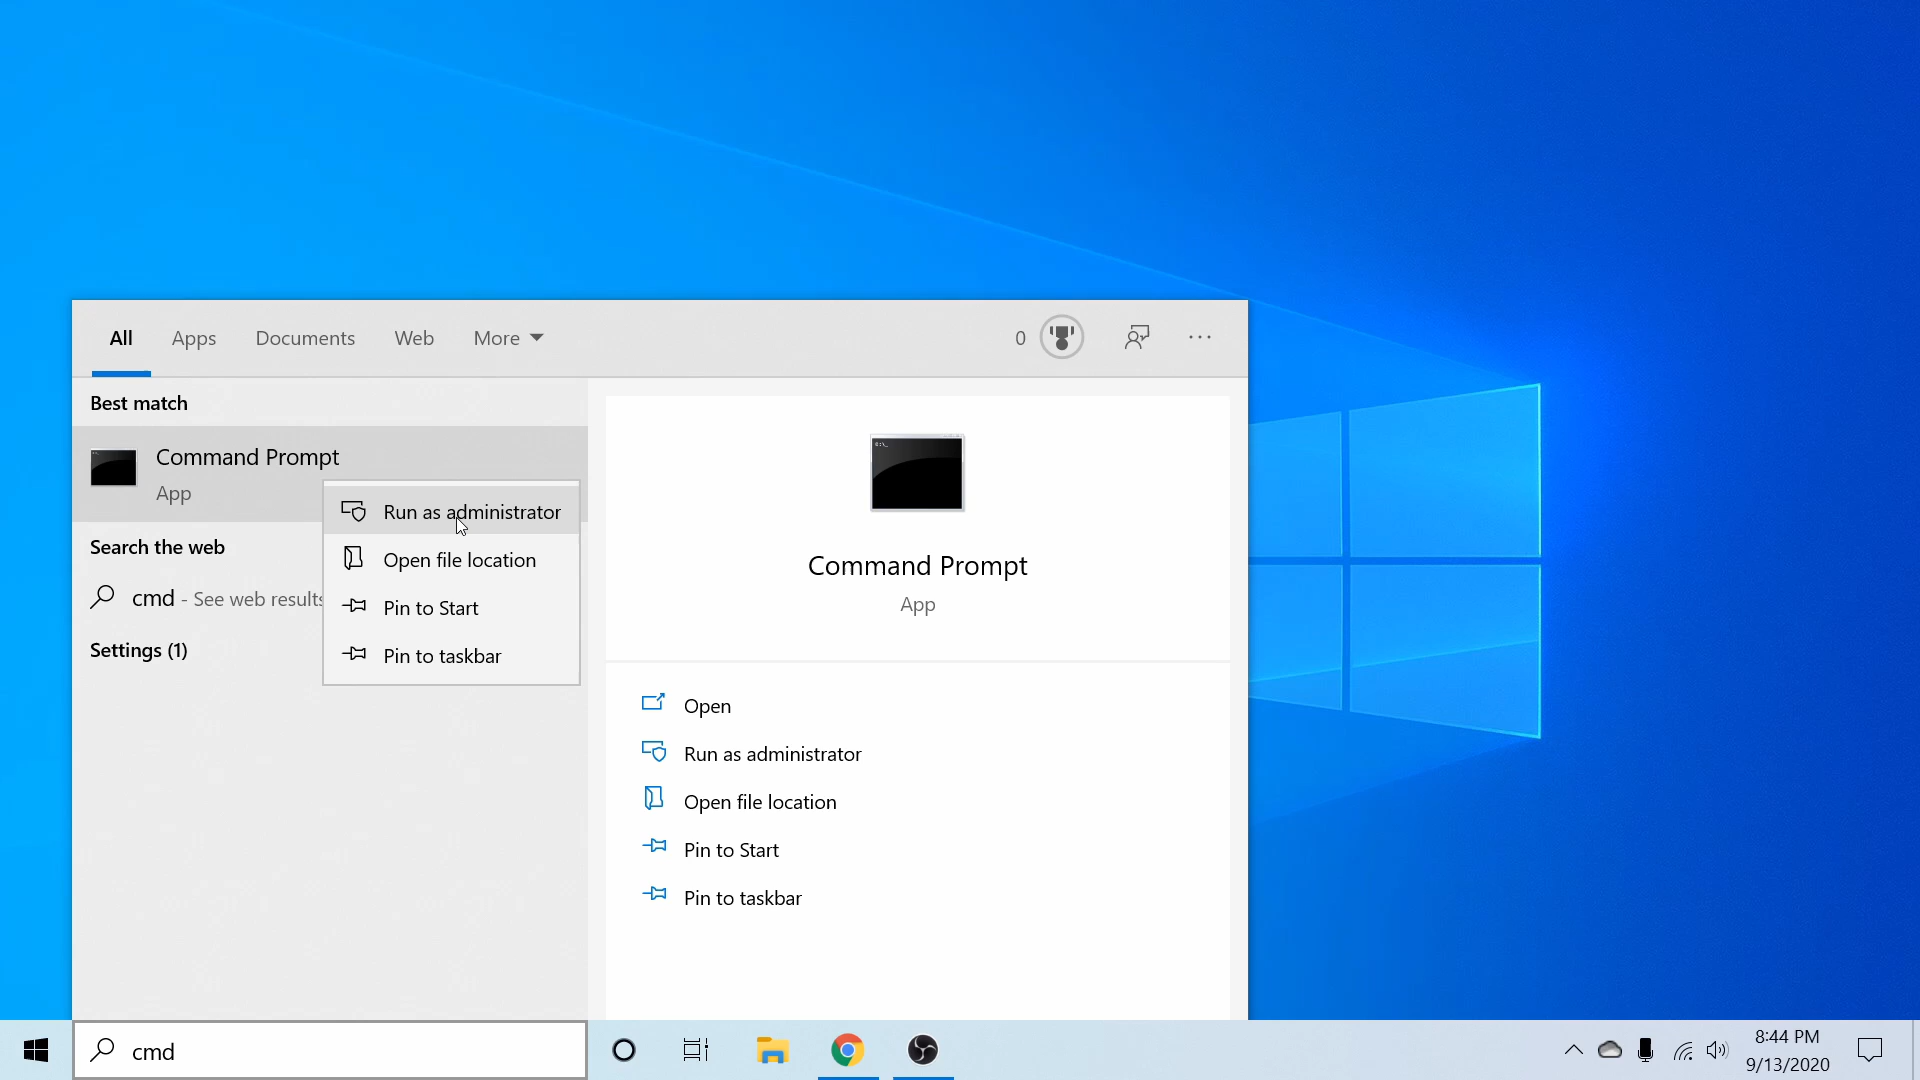 All Apps Documents Web More 0
Best match
Command Prompt
App
Run as administrator
Open file location
Pin to Start
Pin to taskbar
Search the web
cmd - See web results
Settings (1)
Command Prompt
App
Open
Run as administrator
Open file location
Pin to Start
Pin to taskbar
cmd
8:44 PM
9/13/2020